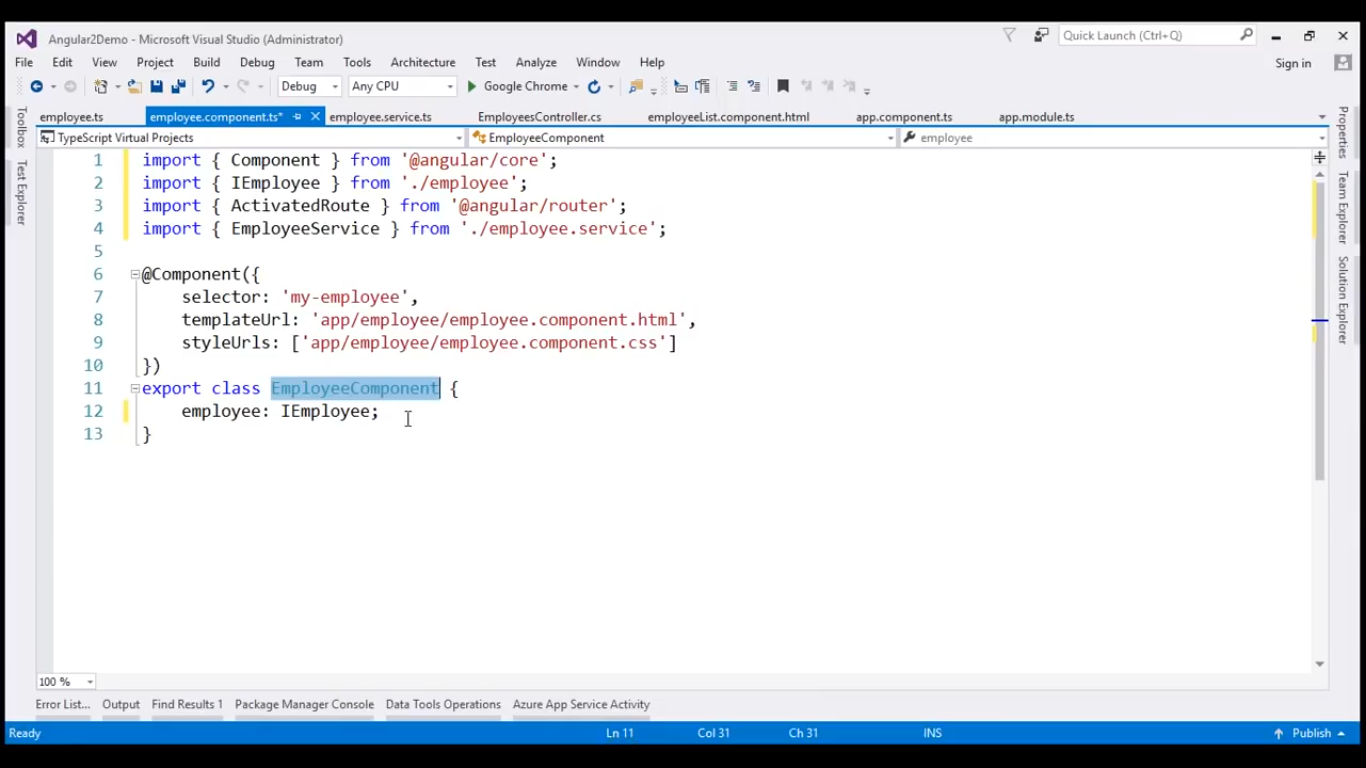 Angular2Demo - Microsoft Visual Studio (Administrator)
Quick Launch (Ctrl+Q)
File Edit View Project Build Debug Team Tools Architecture Test Analyze Window Help
Sign in
Debug Any CPU Google Chrome
employee.ts employee.component.ts* employee.service.ts EmployeesController.cs employeeList.component.html app.component.ts app.module.ts
TypeScript Virtual Projects EmployeeComponent employee
Toolbox
Test Explorer
Properties
Team Explorer
Solution Explorer
1 import { Component } from '@angular/core';
2 import { IEmployee } from './employee';
3 import { ActivatedRoute } from '@angular/router';
4 import { EmployeeService } from './employee.service';
5
6 @Component({
7 selector: 'my-employee',
8 templateUrl: 'app/employee/employee.component.html',
9 styleUrls: ['app/employee/employee.component.css']
10 })
11 export class EmployeeComponent {
12 employee: IEmployee;
13 }
100 %
Error List... Output Find Results 1 Package Manager Console Data Tools Operations Azure App Service Activity
Ready Ln 11 Col 31 Ch 31 INS Publish